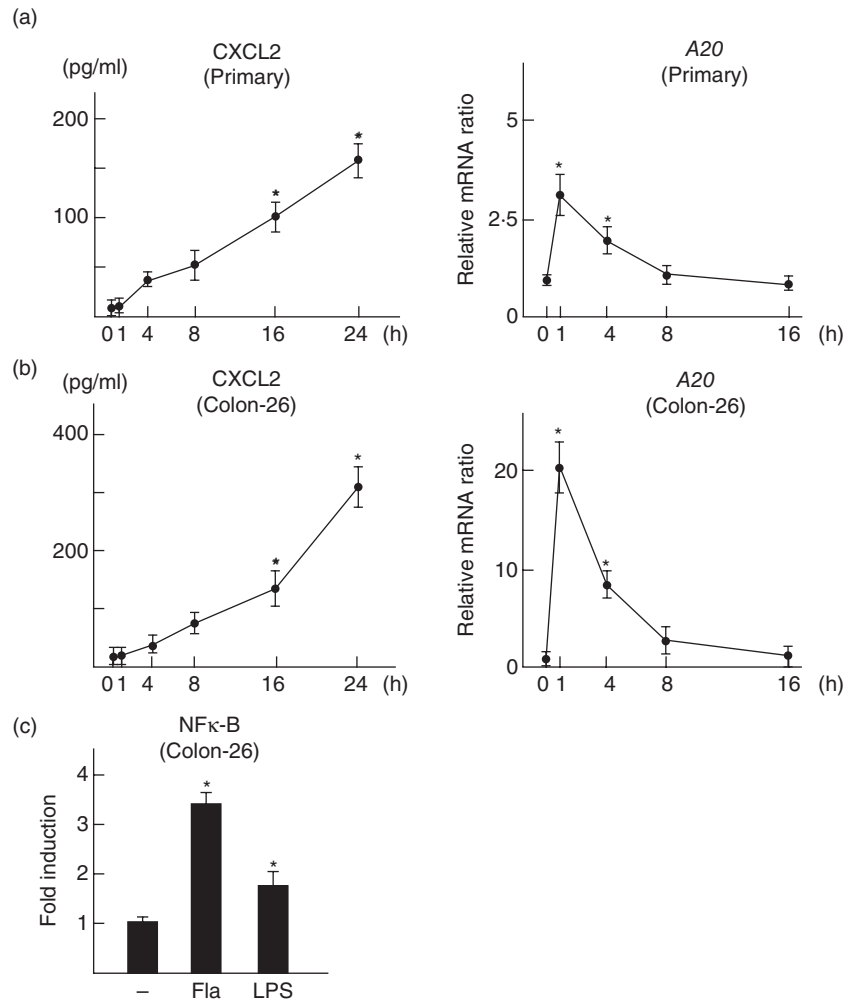 (a)
CXCL2
(Primary)
(pg/ml)
200
100
0 1 4 8 16 24 (h)
* *
A20
(Primary)
Relative mRNA ratio
5
2·5
0
0 1 4 8 16 (h)
* *
(b)
CXCL2
(Colon-26)
(pg/ml)
400
200
0 1 4 8 16 24 (h)
* *
A20
(Colon-26)
Relative mRNA ratio
20
10
0
0 1 4 8 16 (h)
* *
(c)
NFκ-B
(Colon-26)
Fold induction
4
3
2
1
* *
– Fla LPS